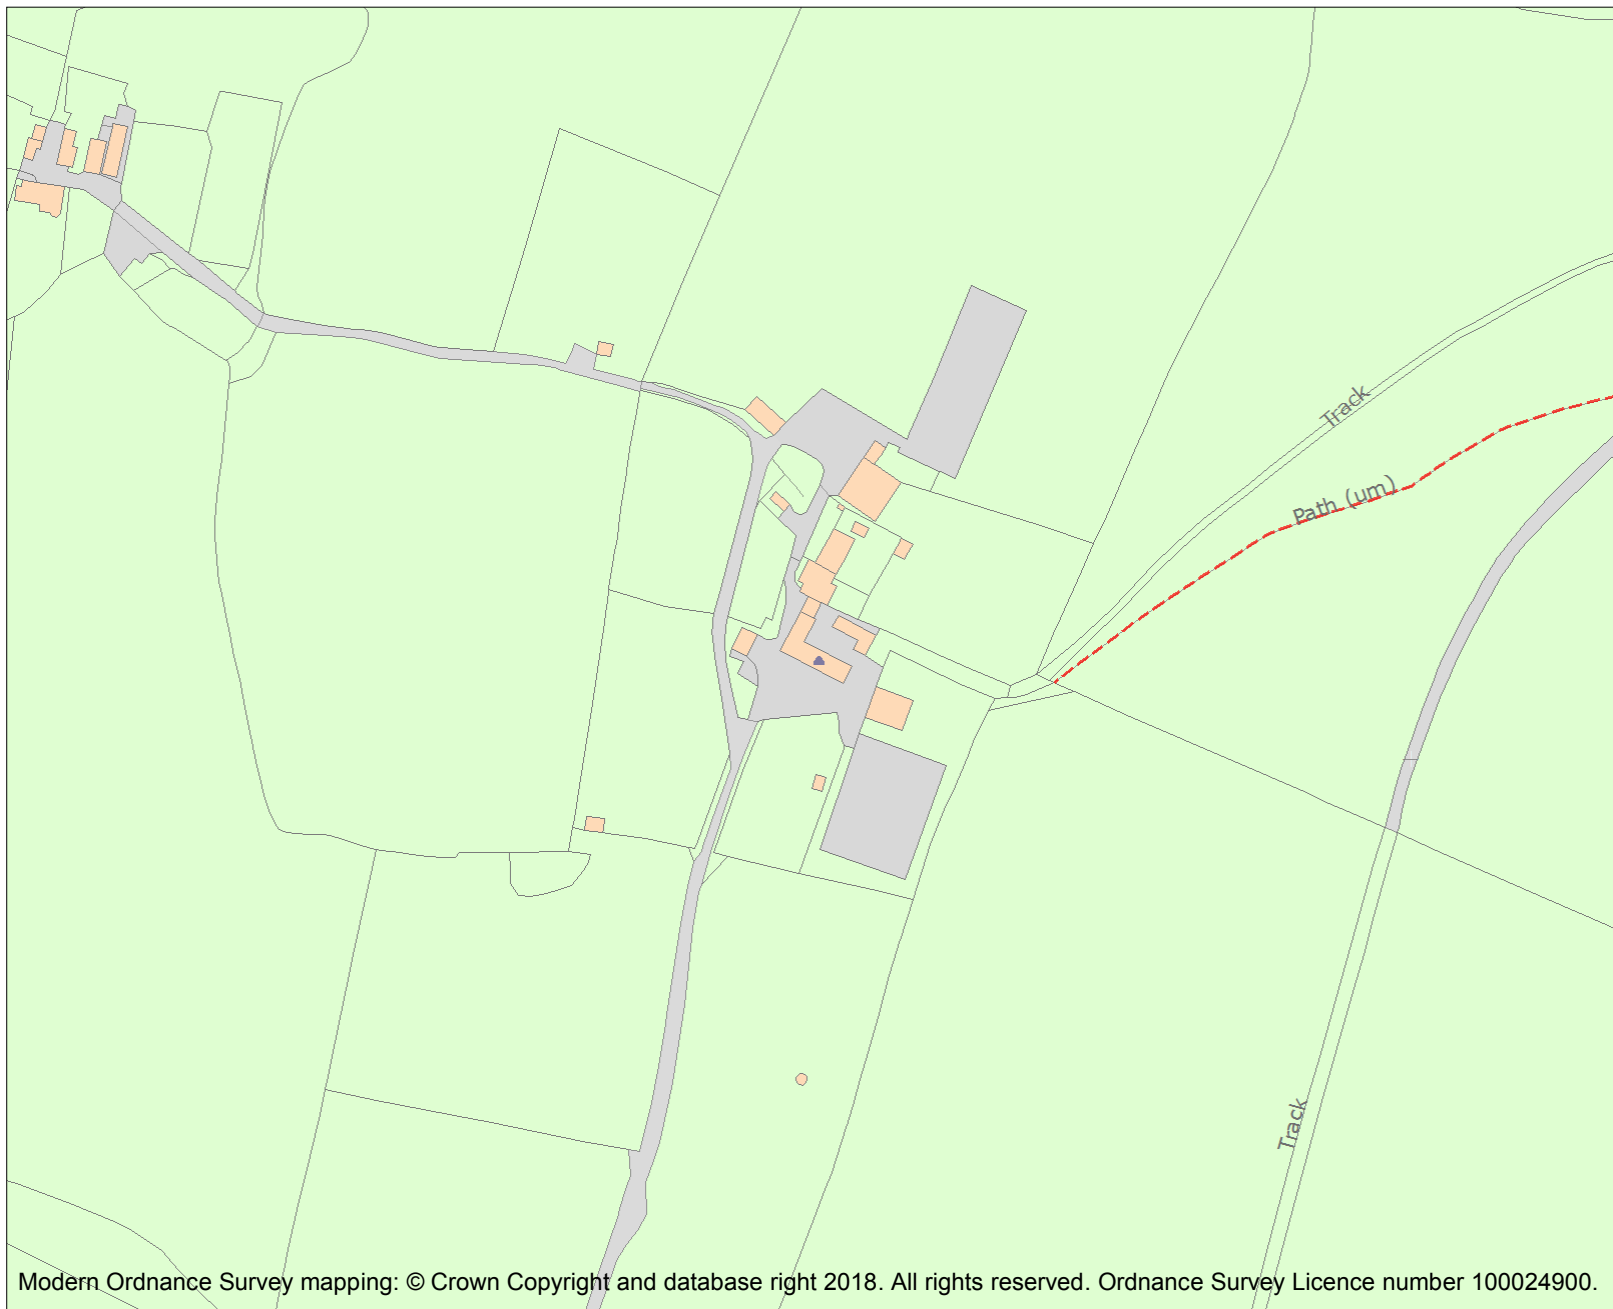 Track
Path (um)
Track
Modern Ordnance Survey mapping: © Crown Copyright and database right 2018. All rights reserved. Ordnance Survey Licence number 100024900.